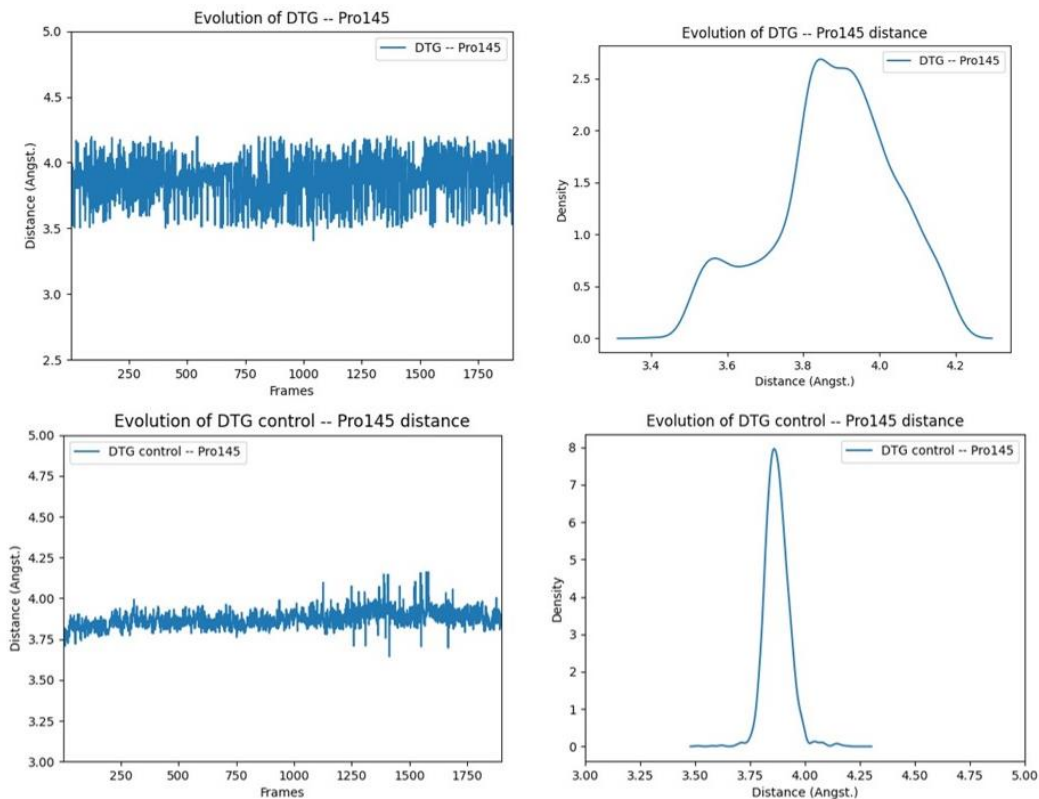 Evolution of DTG -- Pro145
DTG -- Pro145
5.0
4.5
4.0
3.5
3.0
2.5
Distance (Angst.)
250 500 750 1000 1250 1500 1750
Frames
Evolution of DTG -- Pro145 distance
DTG -- Pro145
2.5
2.0
1.5
1.0
0.5
0.0
Density
3.4 3.6 3.8 4.0 4.2
Distance (Angst.)
Evolution of DTG control -- Pro145 distance
DTG control -- Pro145
5.00
4.75
4.50
4.25
4.00
3.75
3.50
3.25
3.00
Distance (Angst.)
250 500 750 1000 1250 1500 1750
Frames
Evolution of DTG control -- Pro145 distance
DTG control -- Pro145
8
7
6
5
4
3
2
1
0
Density
3.00 3.25 3.50 3.75 4.00 4.25 4.50 4.75 5.00
Distance (Angst.)